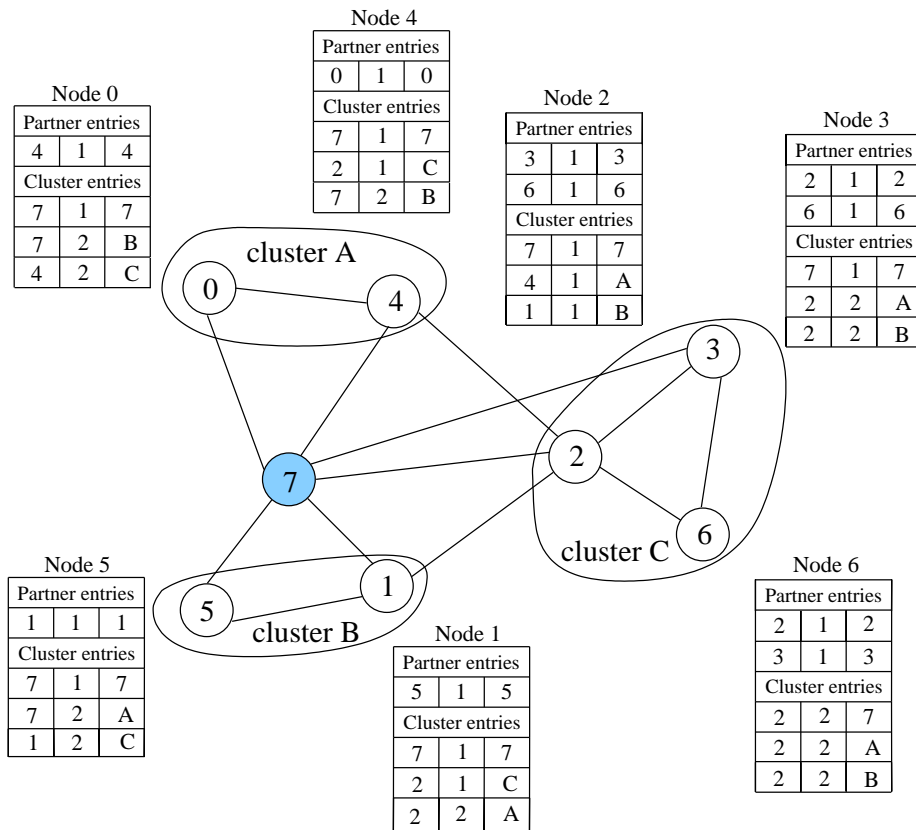 Node 4
Partner entries
0 1 0
Cluster entries
7 1 7
2 1 C
7 2 B
Node 0
Partner entries
4 1 4
Cluster entries
7 1 7
7 2 B
4 2 C
Node 2
Partner entries
3 1 3
6 1 6
Cluster entries
7 1 7
4 1 A
1 1 B
Node 3
Partner entries
2 1 2
6 1 6
Cluster entries
7 1 7
2 2 A
2 2 B
cluster A
0
4
3
2
7
6
cluster C
1
5
cluster B
Node 5
Partner entries
1 1 1
Cluster entries
7 1 7
7 2 A
1 2 C
Node 1
Partner entries
5 1 5
Cluster entries
7 1 7
2 1 C
2 2 A
Node 6
Partner entries
2 1 2
3 1 3
Cluster entries
2 2 7
2 2 A
2 2 B